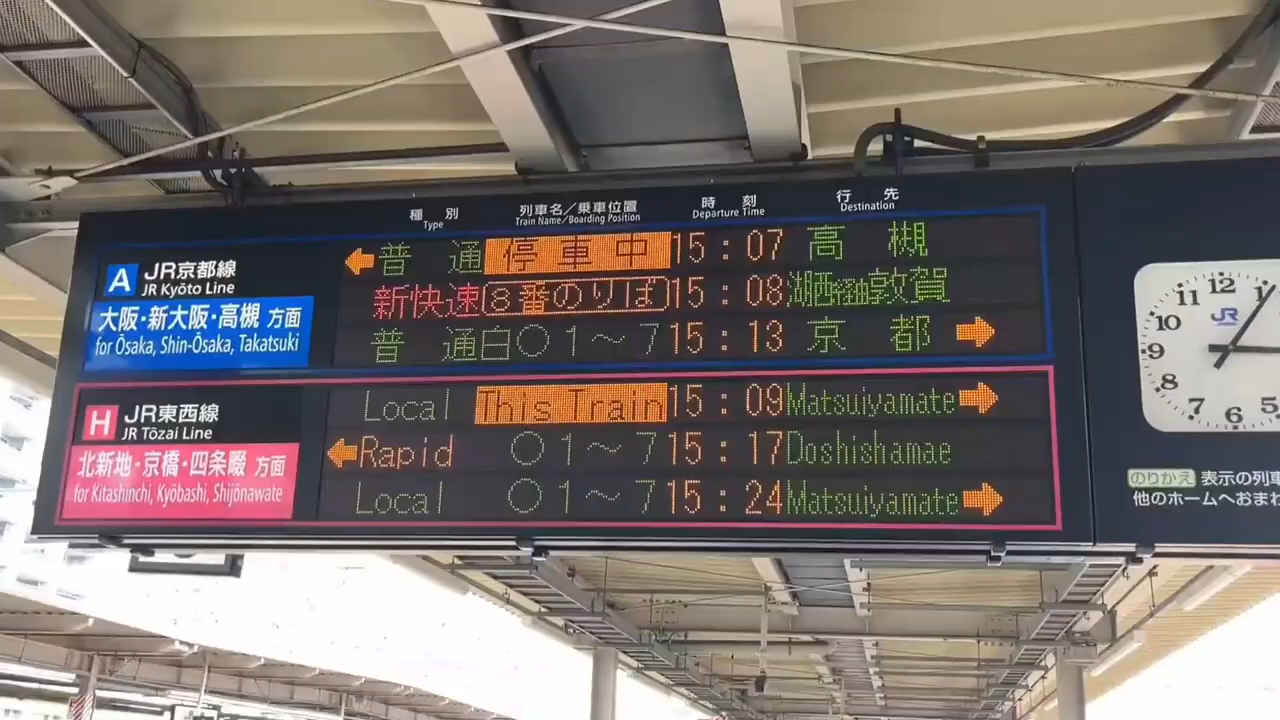 種別 列車名/乗車位置 時刻 行先
Type Train Name/Boarding Position Departure Time Destination
A JR京都線
JR Kyōto Line
大阪・新大阪・高槻 方面
for Ōsaka, Shin-Ōsaka, Takatsuki
普通 停車中 15:07 高槻
新快速 8番のりば 15:08 湖西経由敦賀
普通 白○1～7 15:13 京都
H JR東西線
JR Tōzai Line
北新地・京橋・四条畷 方面
for Kitashinchi, Kyōbashi, Shijōnawate
Local This Train 15:09 Matsuiyamate
Rapid ○1～7 15:17 Doshishamae
Local ○1～7 15:24 Matsuiyamate
11 12 1
10 JR
9
8
7 6 5
のりかえ 表示の列車
他のホームへおまわ